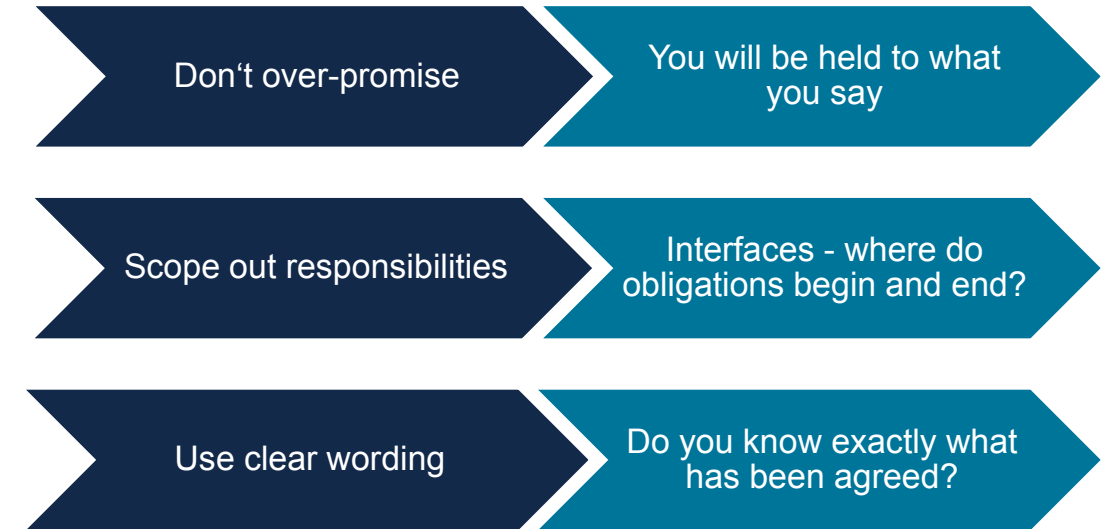 Don‘t over-promise
You will be held to what
you say
Scope out responsibilities
Interfaces - where do
obligations begin and end?
Use clear wording
Do you know exactly what
has been agreed?